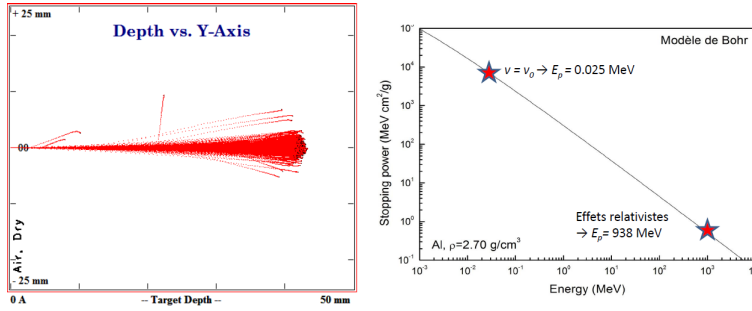 + 25 mm
Depth vs. Y-Axis
00
Air, Dry
- 25 mm
0 A
-- Target Depth --
50 mm
Modèle de Bohr
v = v₀ → Eₚ = 0.025 MeV
Effets relativistes
→ Eₚ = 938 MeV
Al, ρ=2.70 g/cm³
Stopping power (MeV cm²/g)
10⁵
10⁴
10³
10²
10¹
10⁰
10⁻¹
10⁻³
10⁻²
10⁻¹
10⁰
10¹
10²
10³
Energy (MeV)